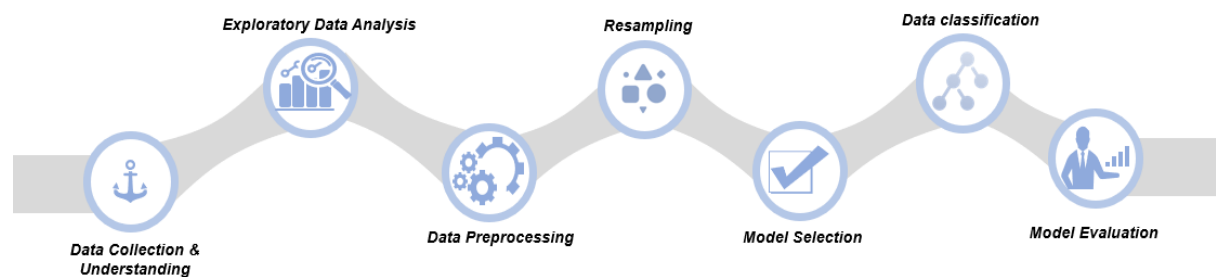 Exploratory Data Analysis
Resampling
Data classification
Data Collection &
Understanding
Data Preprocessing
Model Selection
Model Evaluation